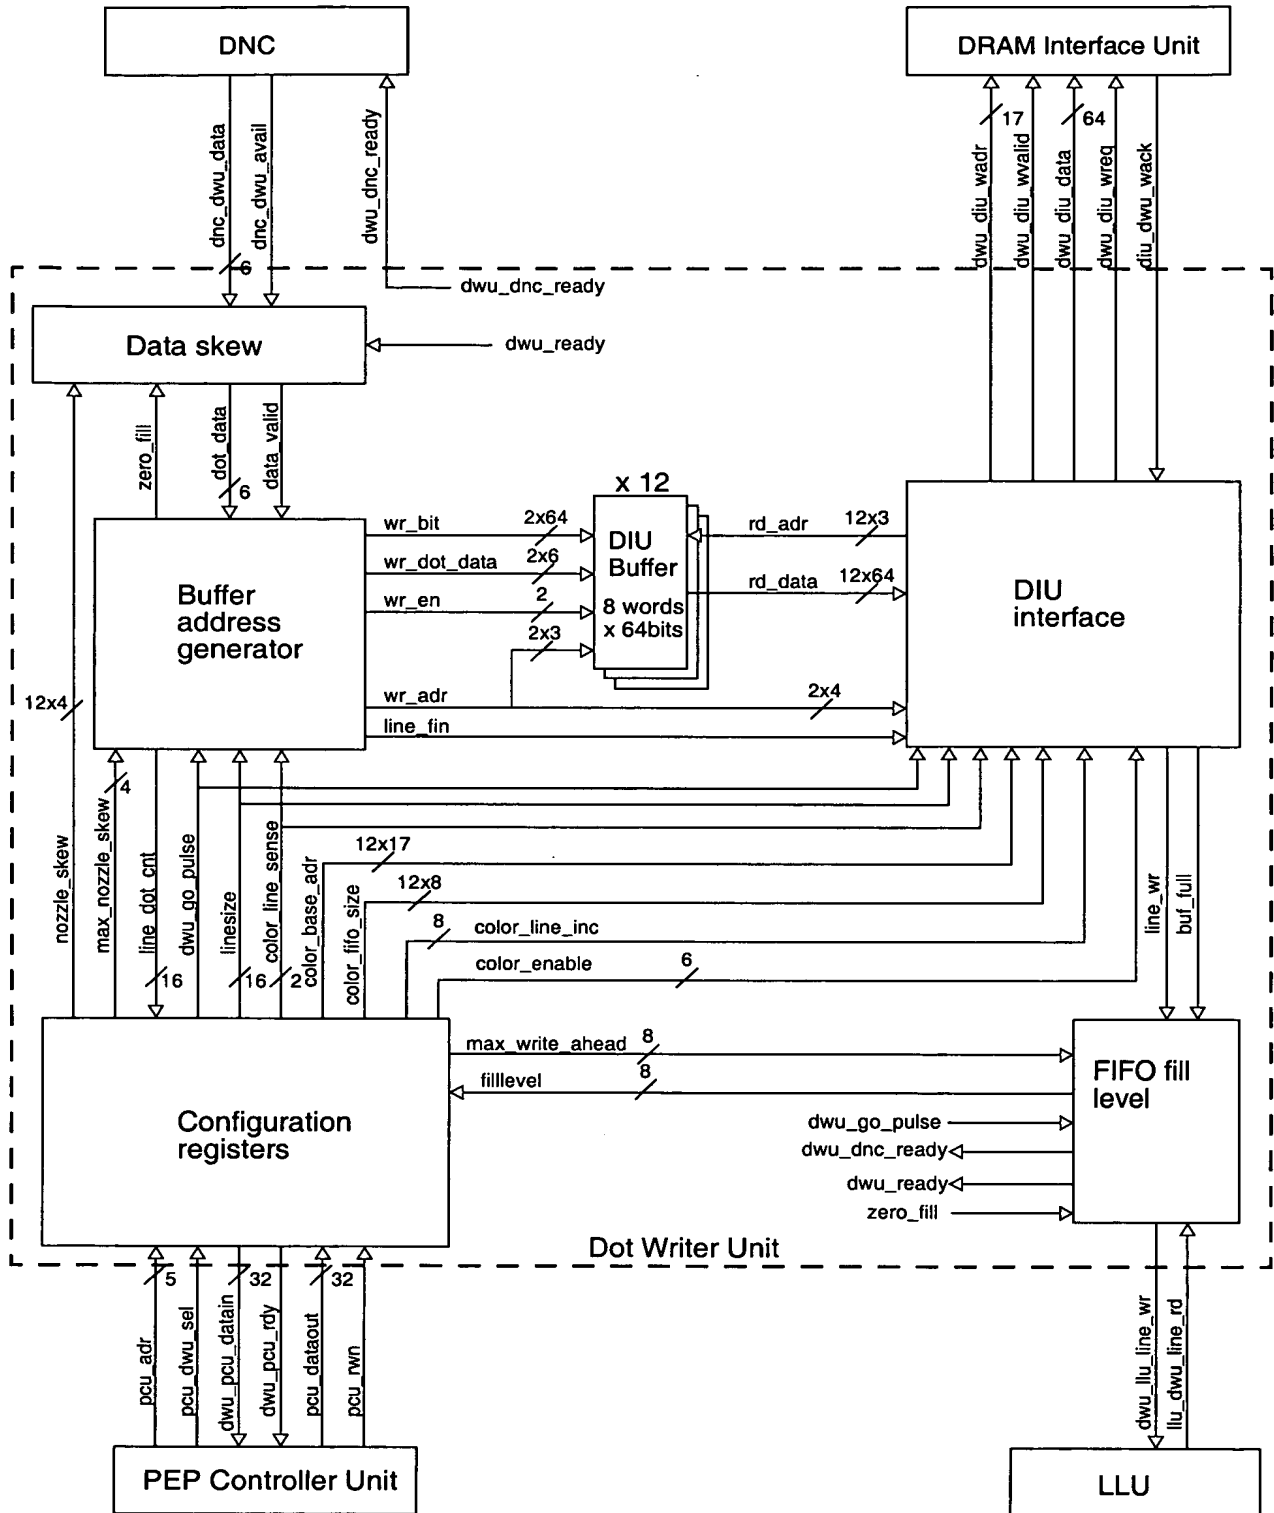 DNC
DRAM Interface Unit
dnc_dwu_data
dnc_dwu_avail
dwu_dnc_ready
6
dwu_diu_wadr
17
dwu_diu_wvalid
dwu_diu_data
64
dwu_diu_wreq
diu_dwu_wack
dwu_dnc_ready
Data skew
dwu_ready
zero_fill
dot_data
6
data_valid
x 12
wr_bit
2x64
DIU
Buffer
8 words
x 64bits
rd_adr
12x3
wr_dot_data
2x6
rd_data
12x64
wr_en
2
2x3
Buffer
address
generator
DIU
interface
wr_adr
2x4
line_fin
12x4
nozzle_skew
4
max_nozzle_skew
line_dot_cnt
16
dwu_go_pulse
linesize
16
color_line_sense
2
color_base_adr
12x17
color_fifo_size
12x8
8
color_line_inc
color_enable
6
line_wr
buf_full
max_write_ahead
8
filllevel
8
FIFO fill
level
Configuration
registers
dwu_go_pulse
dwu_dnc_ready
dwu_ready
zero_fill
Dot Writer Unit
pcu_adr
5
pcu_dwu_sel
dwu_pcu_datain
32
dwu_pcu_rdy
pcu_dataout
32
pcu_rwn
dwu_llu_line_wr
llu_dwu_line_rd
PEP Controller Unit
LLU